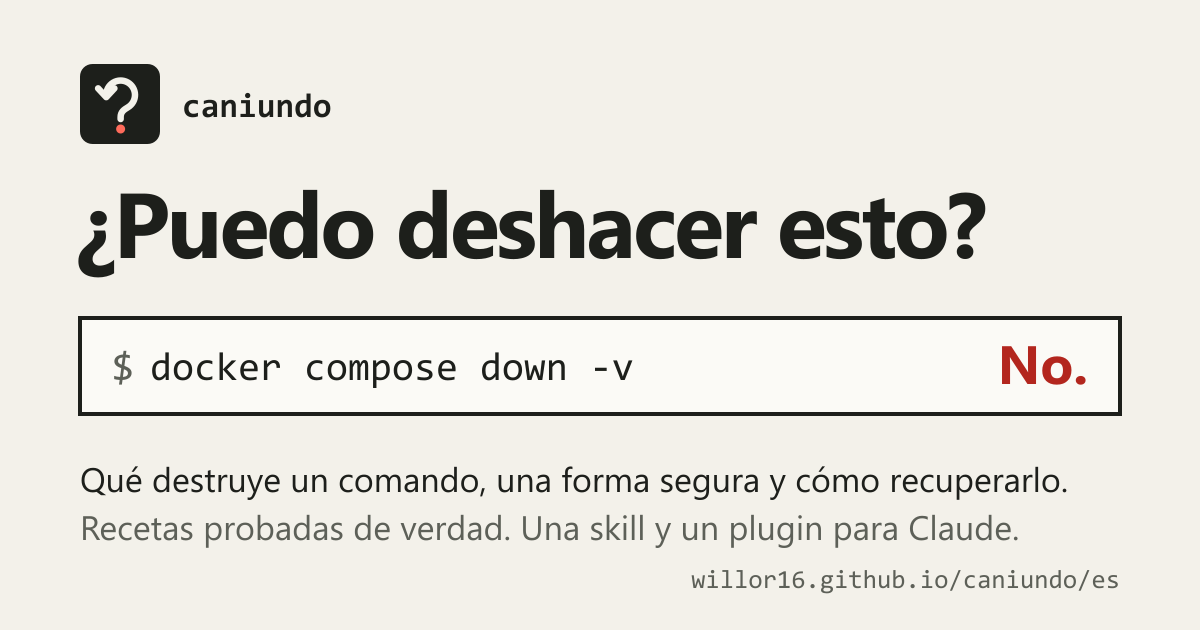 caniundo
¿Puedo deshacer esto?
$ docker compose down -v No.
Qué destruye un comando, una forma segura y cómo recuperarlo.
Recetas probadas de verdad. Una skill y un plugin para Claude.
willor16.github.io/caniundo/es